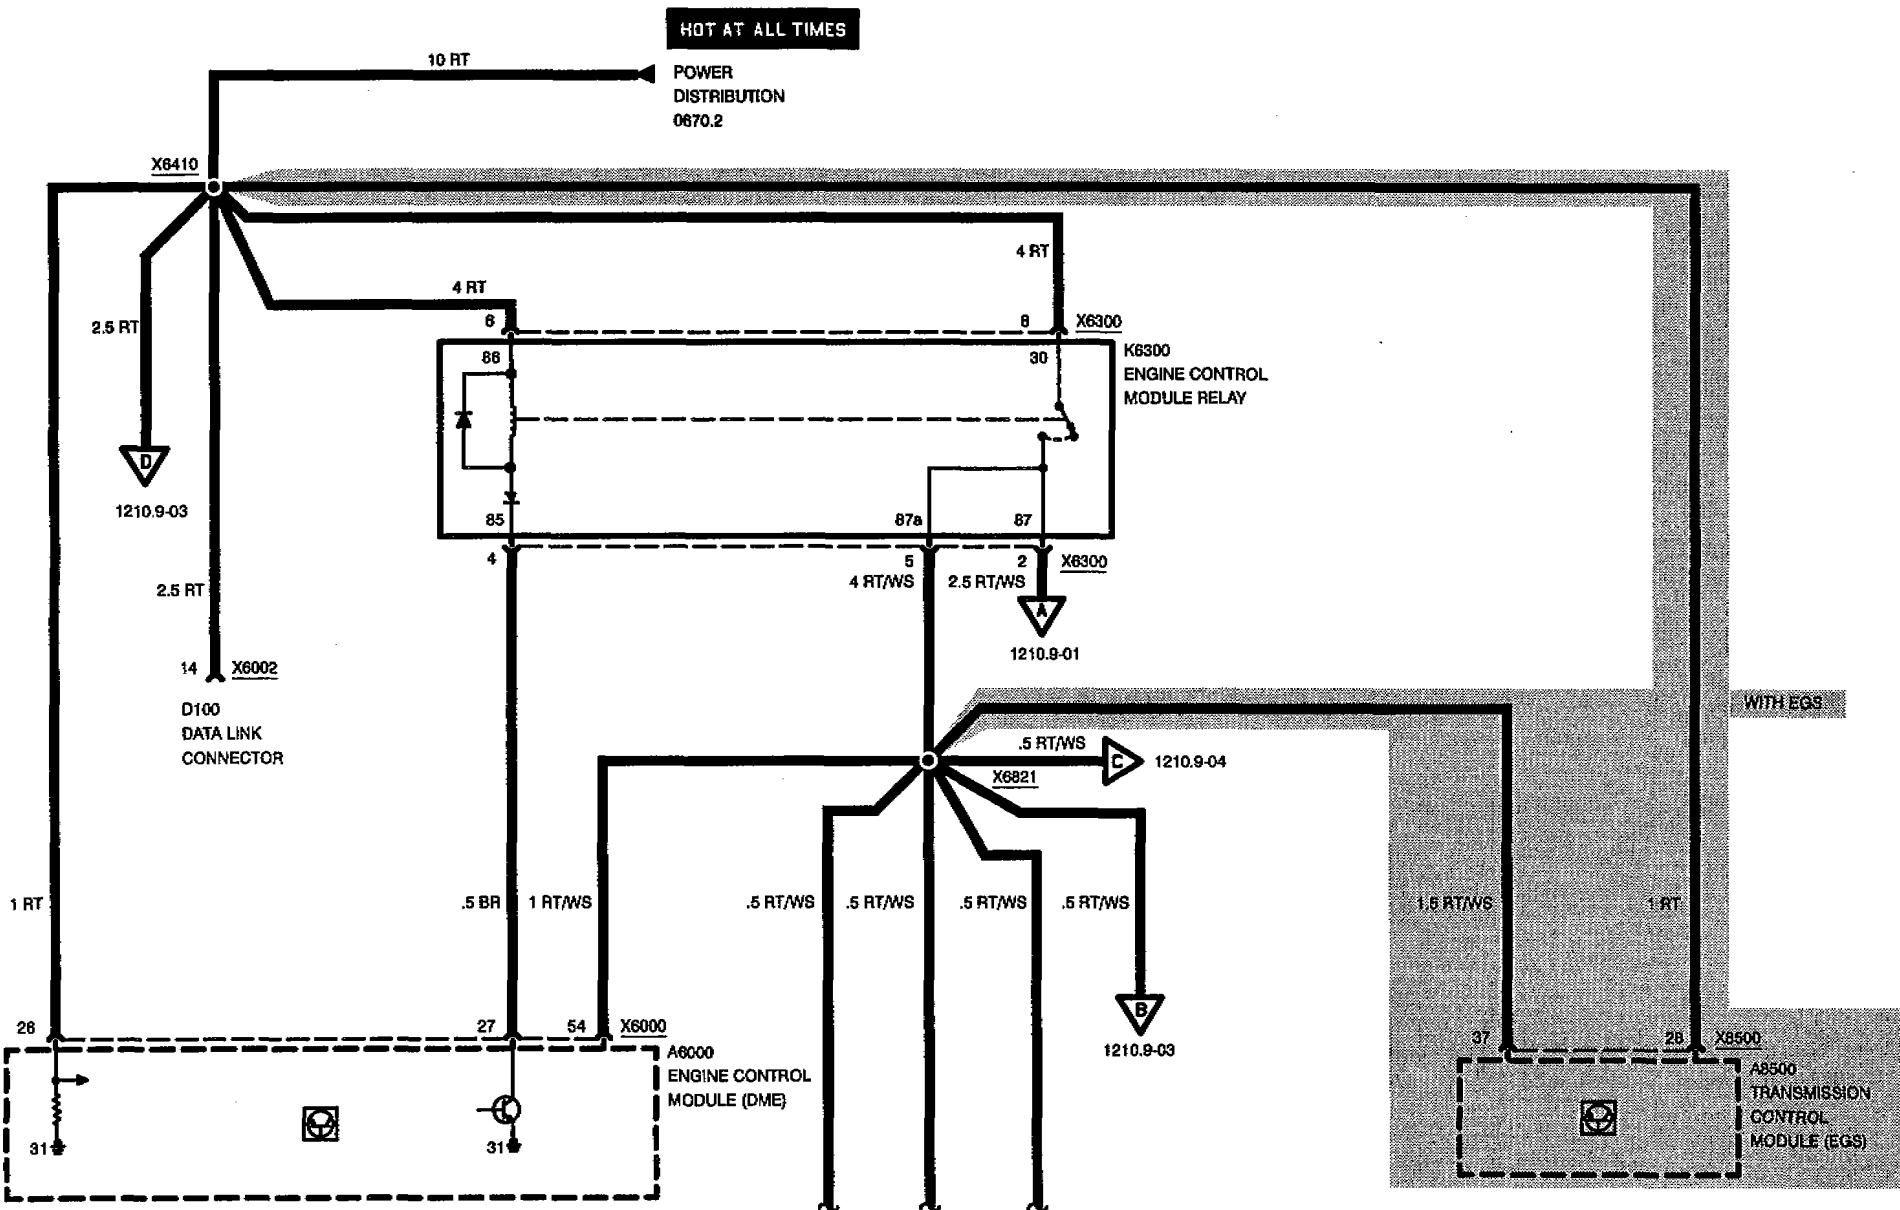 HOT AT ALL TIMES
10 RT
POWER
DISTRIBUTION
0670.2
X6410
4 RT
4 RT
2.5 RT
6
8
X6300
86
30
K6300
ENGINE CONTROL
MODULE RELAY
D
1210.9-03
85
87a
87
4
5
2
X6300
2.5 RT
4 RT/WS
2.5 RT/WS
A
1210.9-01
14
X6002
D100
DATA LINK
CONNECTOR
WITH EGS
.5 RT/WS
C
1210.9-04
X6821
1 RT
.5 BR
1 RT/WS
.5 RT/WS
.5 RT/WS
.5 RT/WS
.5 RT/WS
1.5 RT/WS
1 RT
B
1210.9-03
26
27
54
X6000
37
28
X8500
A6000
ENGINE CONTROL
MODULE (DME)
31
31
A8500
TRANSMISSION
CONTROL
MODULE (EGS)